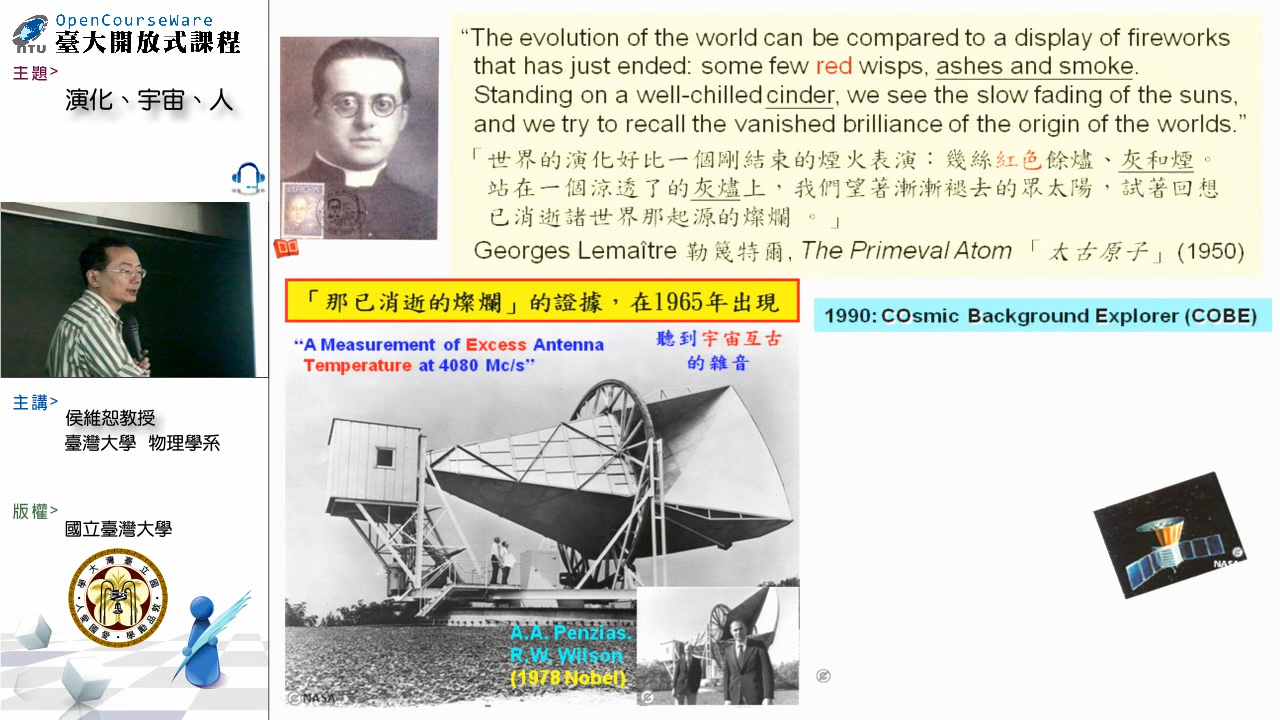 OpenCourseWare
NTU 臺大開放式課程
主題>
演化、宇宙、人
主講>
侯維恕教授
臺灣大學 物理學系
版權>
國立臺灣大學
“The evolution of the world can be compared to a display of fireworks
that has just ended: some few red wisps, ashes and smoke.
Standing on a well-chilled cinder, we see the slow fading of the suns,
and we try to recall the vanished brilliance of the origin of the worlds.”
「世界的演化好比一個剛結束的煙火表演：幾絲紅色餘燼、灰和煙。
站在一個涼透了的灰燼上，我們望著漸漸褪去的眾太陽，試著回想
已消逝諸世界那起源的燦爛 。」
Georges Lemaître 勒篾特爾, The Primeval Atom 「太古原子」(1950)
「那已消逝的燦爛」的證據，在1965年出現
“A Measurement of Excess Antenna
Temperature at 4080 Mc/s”
聽到宇宙亙古
的雜音
A.A. Penzias.
R.W. Wilson
(1978 Nobel)
NASA
1990: COsmic Background Explorer (COBE)
NASA